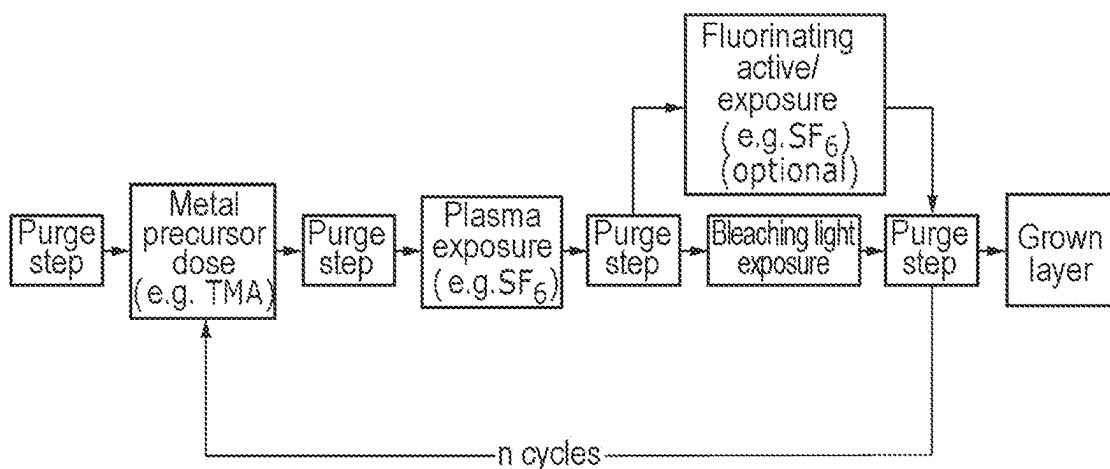 Fluorinating
active/
exposure
(e.g. SF₆)
(optional)
Purge
step
Metal
precursor
dose
(e.g. TMA)
Purge
step
Plasma
exposure
(e.g. SF₆)
Purge
step
Bleaching light
exposure
Purge
step
Grown
layer
n cycles